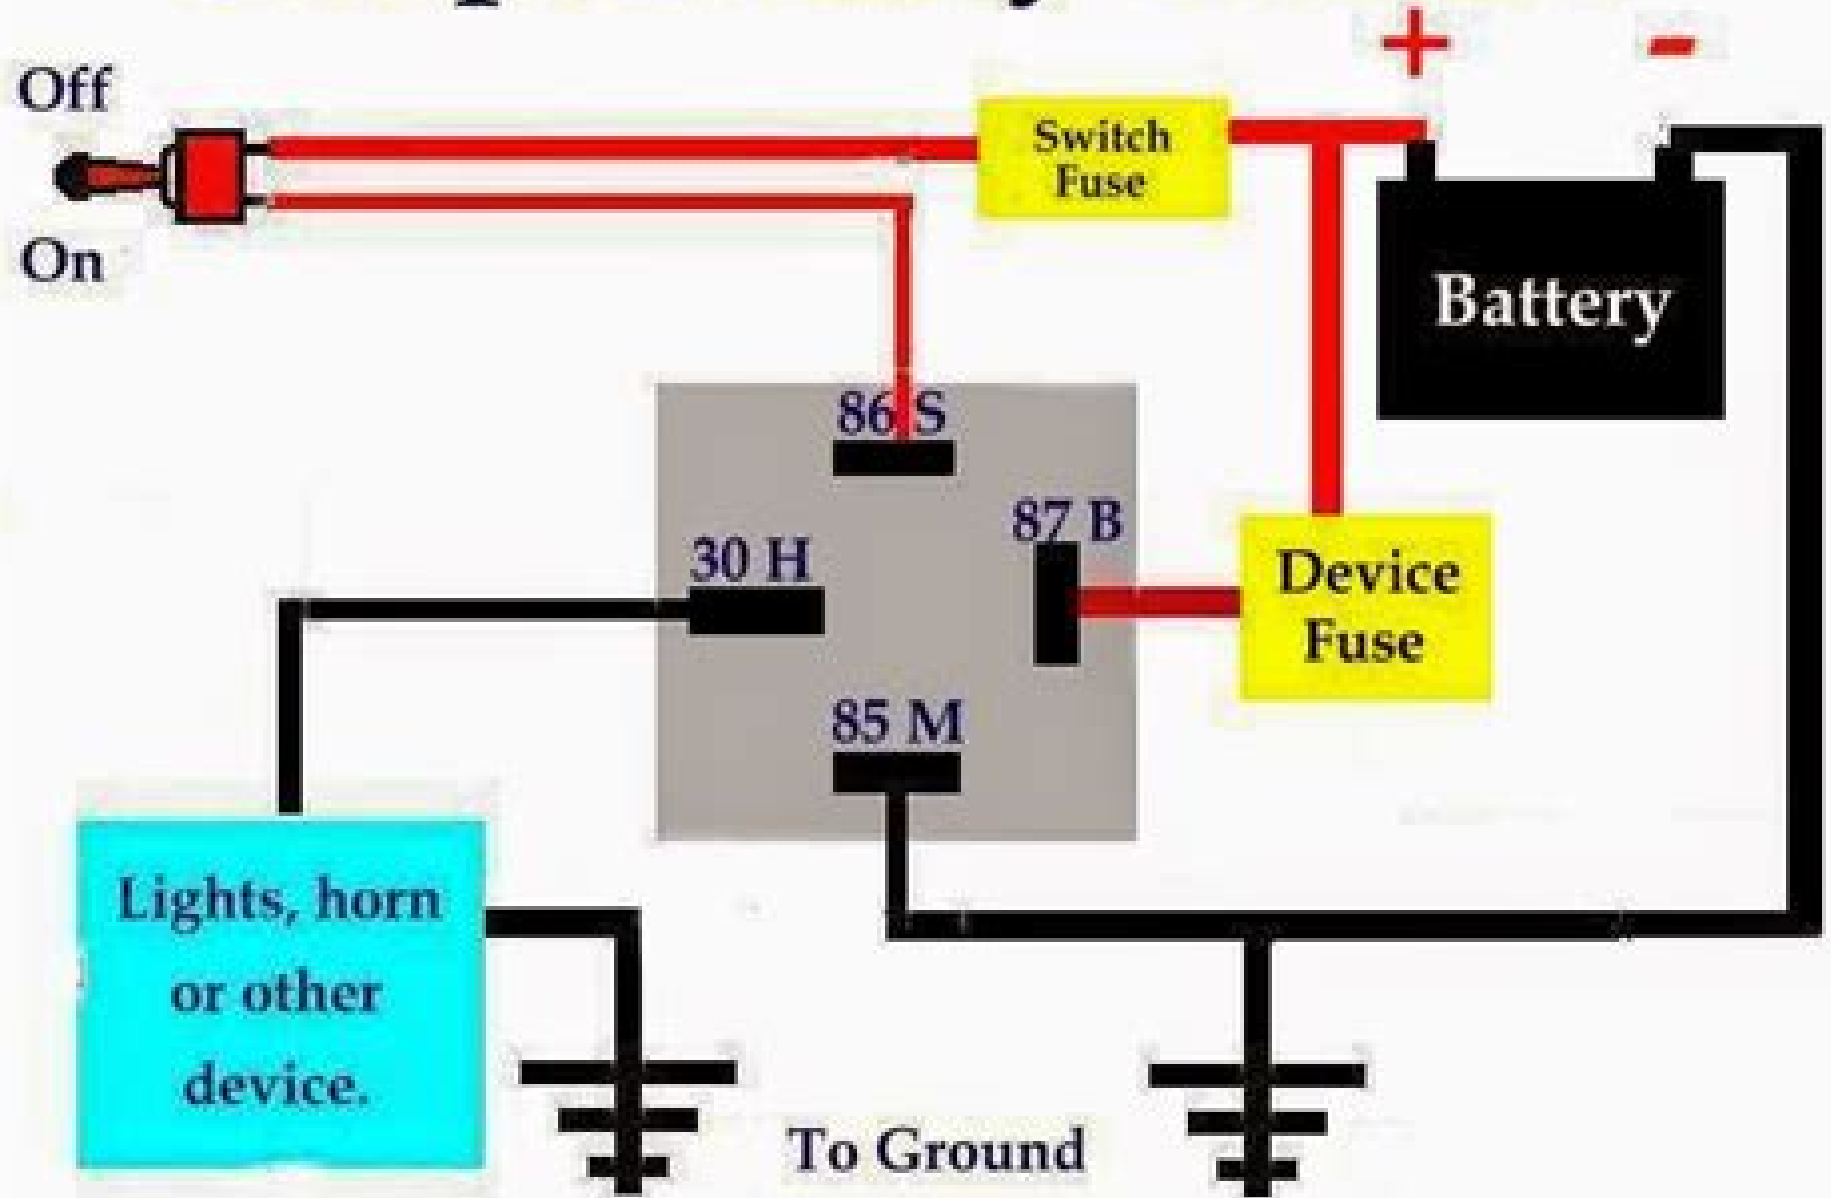 Off
On
+
-
Switch
Fuse
Battery
86 S
87 B
30 H
Device
Fuse
85 M
Lights, horn
or other
device.
To Ground